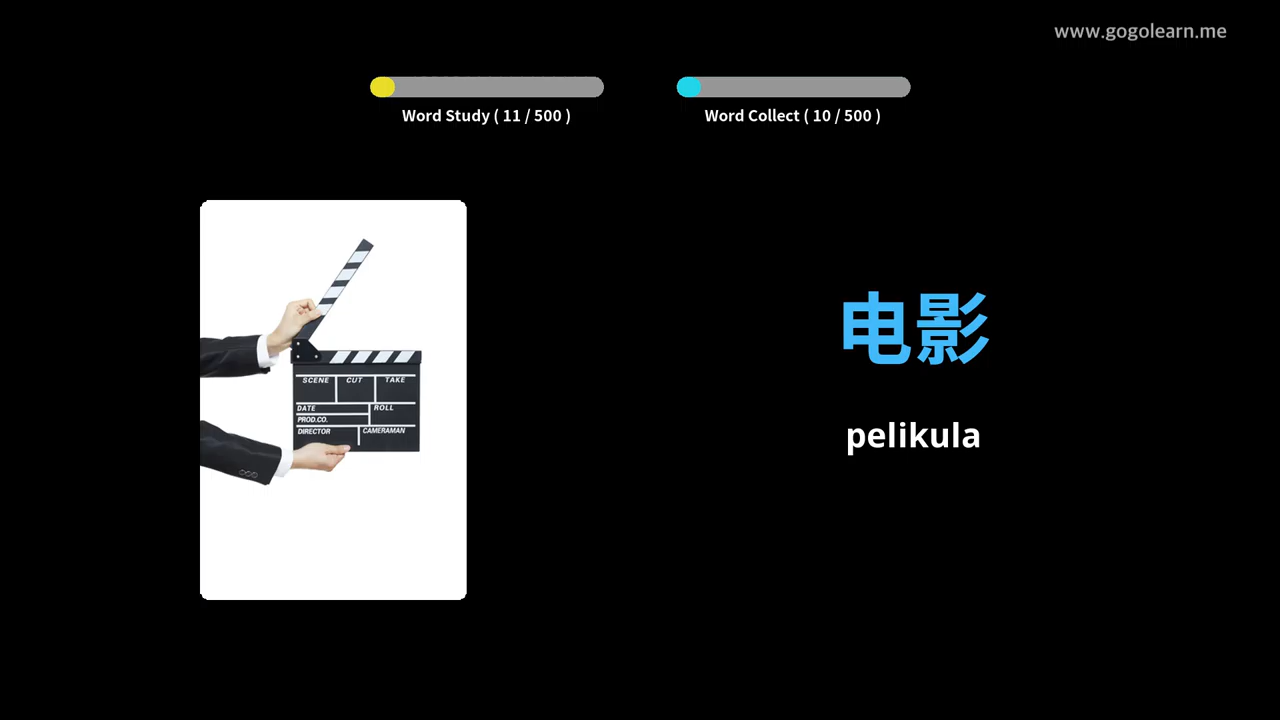 www.gogolearn.me
Word Study ( 11 / 500 )
Word Collect ( 10 / 500 )
SCENE CUT TAKE
DATE ROLL
PROD.CO.
DIRECTOR CAMERAMAN
电影
pelikula